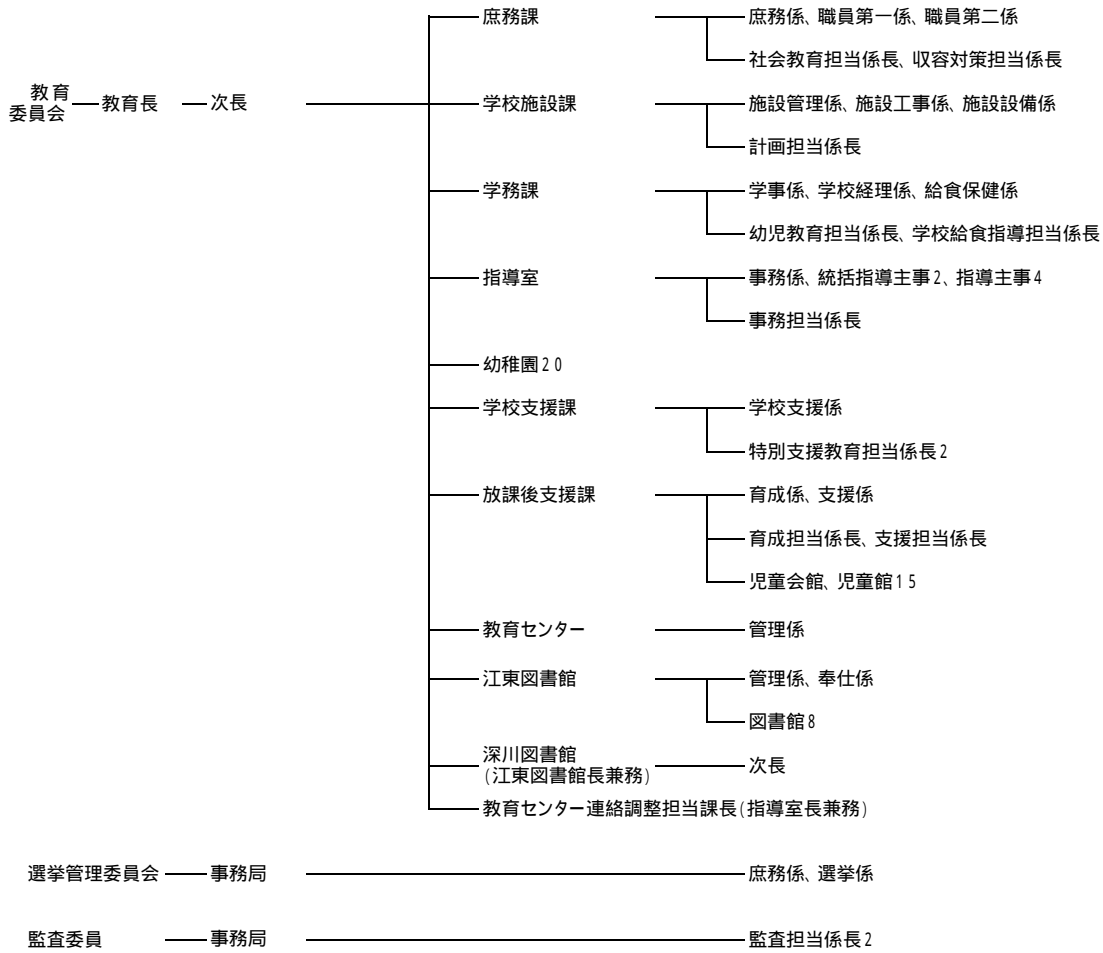 庶務課 庶務係、職員第一係、職員第二係
社会教育担当係長、収容対策担当係長
教育
委員会 教育長 次長 学校施設課 施設管理係、施設工事係、施設設備係
計画担当係長
学務課 学事係、学校経理係、給食保健係
幼児教育担当係長、学校給食指導担当係長
指導室 事務係、統括指導主事2、指導主事4
事務担当係長
幼稚園20
学校支援課 学校支援係
特別支援教育担当係長2
放課後支援課 育成係、支援係
育成担当係長、支援担当係長
児童会館、児童館15
教育センター 管理係
江東図書館 管理係、奉仕係
図書館8
深川図書館
(江東図書館長兼務) 次長
教育センター連絡調整担当課長(指導室長兼務)
選挙管理委員会 事務局 庶務係、選挙係
監査委員 事務局 監査担当係長2